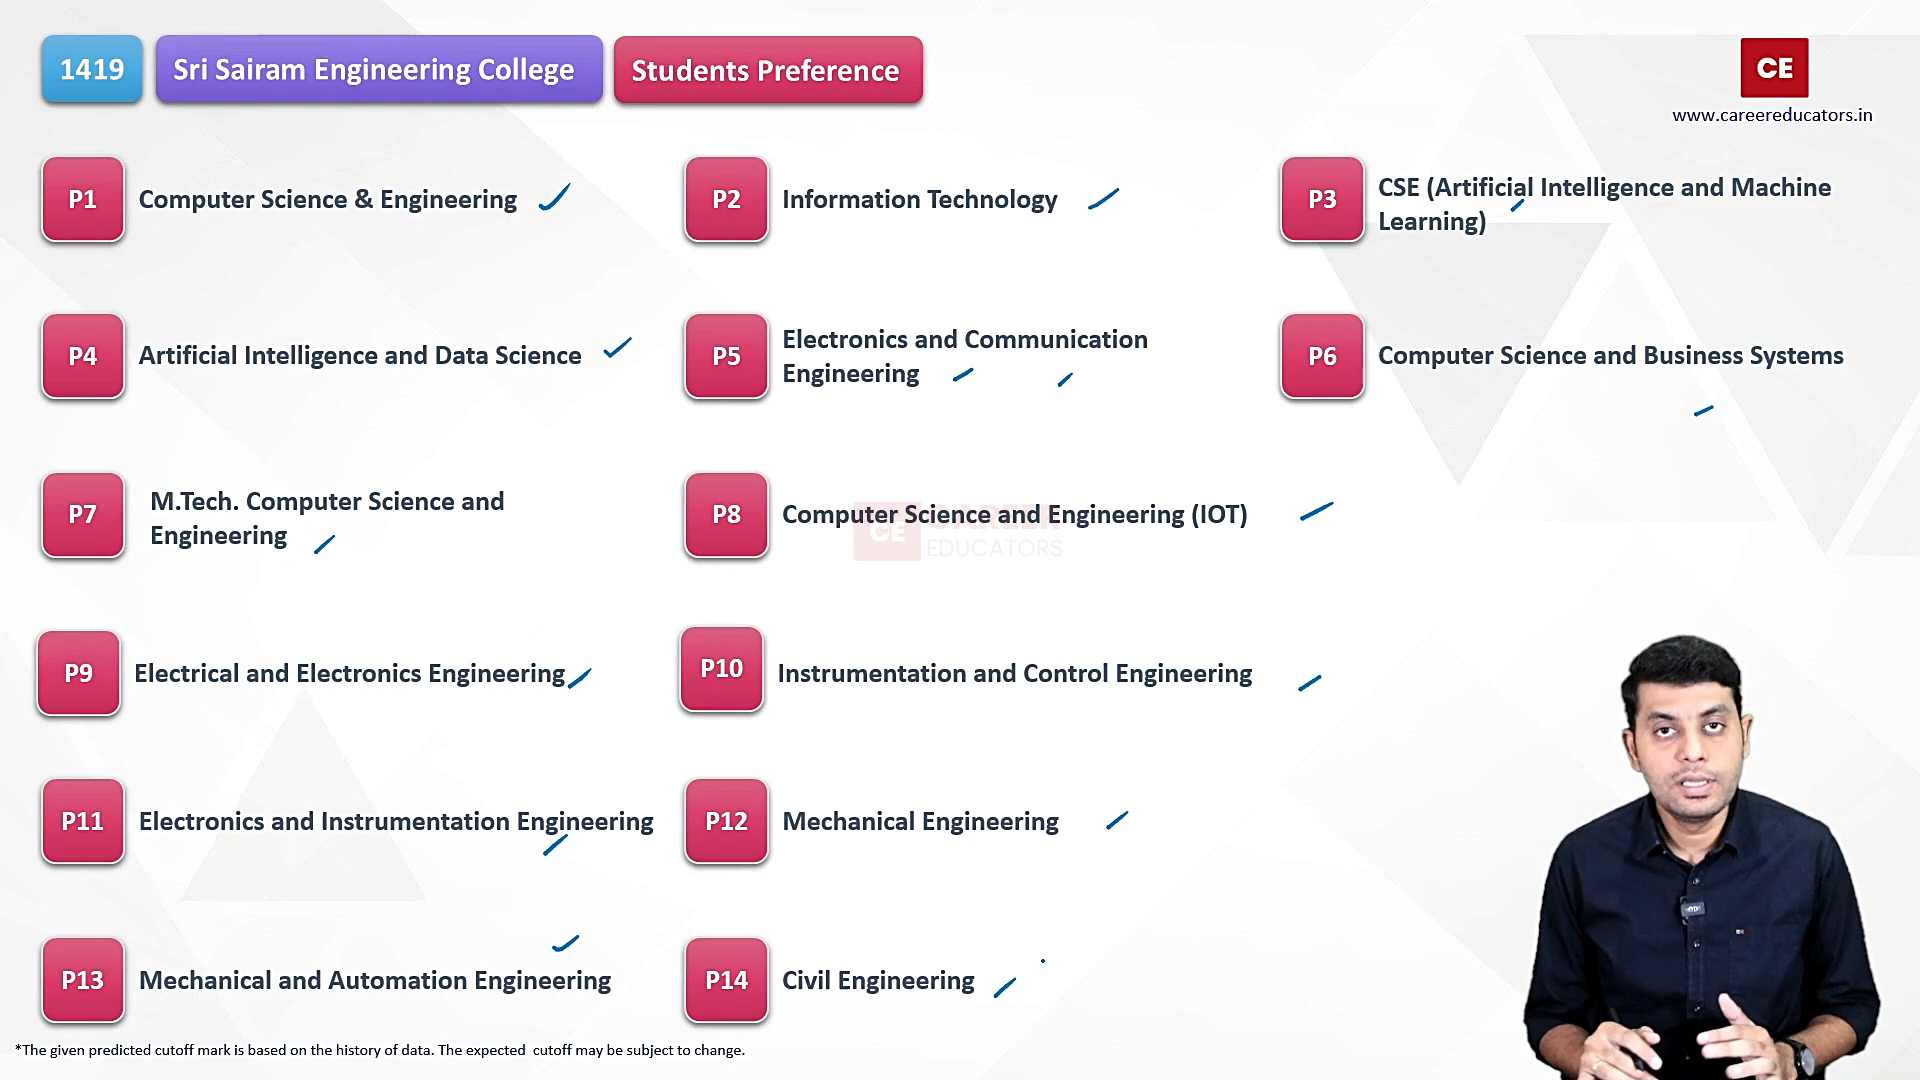 1419
Sri Sairam Engineering College
Students Preference
CE
www.careereducators.in
P1
Computer Science & Engineering
P2
Information Technology
P3
CSE (Artificial Intelligence and Machine
Learning)
P4
Artificial Intelligence and Data Science
P5
Electronics and Communication
Engineering
P6
Computer Science and Business Systems
P7
M.Tech. Computer Science and
Engineering
P8
Computer Science and Engineering (IOT)
CE
CAREER
EDUCATORS
P9
Electrical and Electronics Engineering
P10
Instrumentation and Control Engineering
P11
Electronics and Instrumentation Engineering
P12
Mechanical Engineering
P13
Mechanical and Automation Engineering
P14
Civil Engineering
*The given predicted cutoff mark is based on the history of data. The expected cutoff may be subject to change.